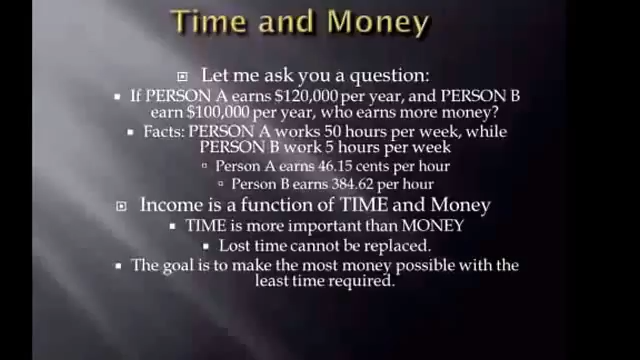 Time and Money
Let me ask you a question:
If PERSON A earns $120,000 per year, and PERSON B
earn $100,000 per year, who earns more money?
Facts: PERSON A works 50 hours per week, while
PERSON B work 5 hours per week
Person A earns 46.15 cents per hour
Person B earns 384.62 per hour
Income is a function of TIME and Money
TIME is more important than MONEY
Lost time cannot be replaced.
The goal is to make the most money possible with the
least time required.